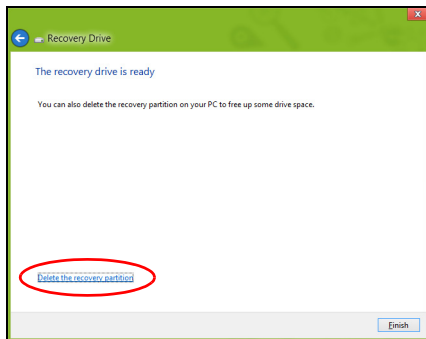 x
Recovery Drive
The recovery drive is ready
You can also delete the recovery partition on your PC to free up some drive space.
Delete the recovery partition
Finish